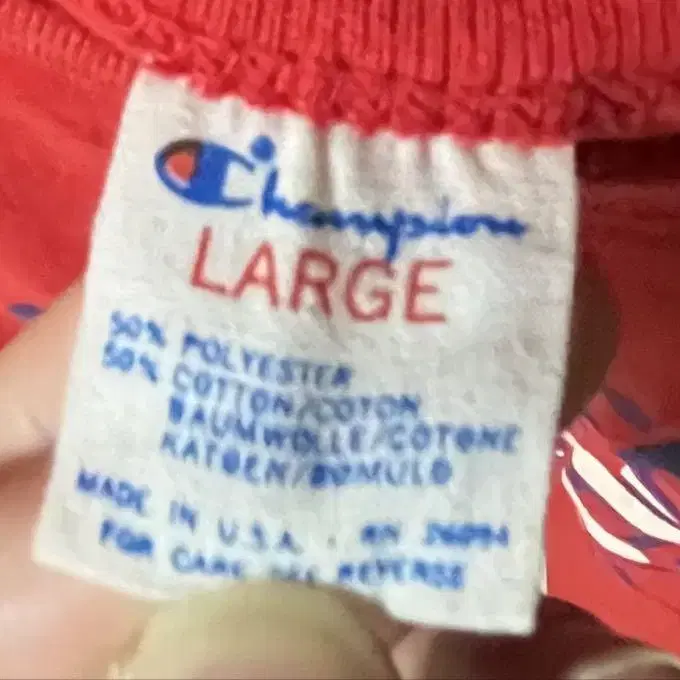 Champion
LARGE
50% POLYESTER
50% COTTON/COTON
BAUMWOLLE/COTONE
KATOEN/BOMULD
MADE IN U.S.A. RN 26094
FOR CARE SEE REVERSE